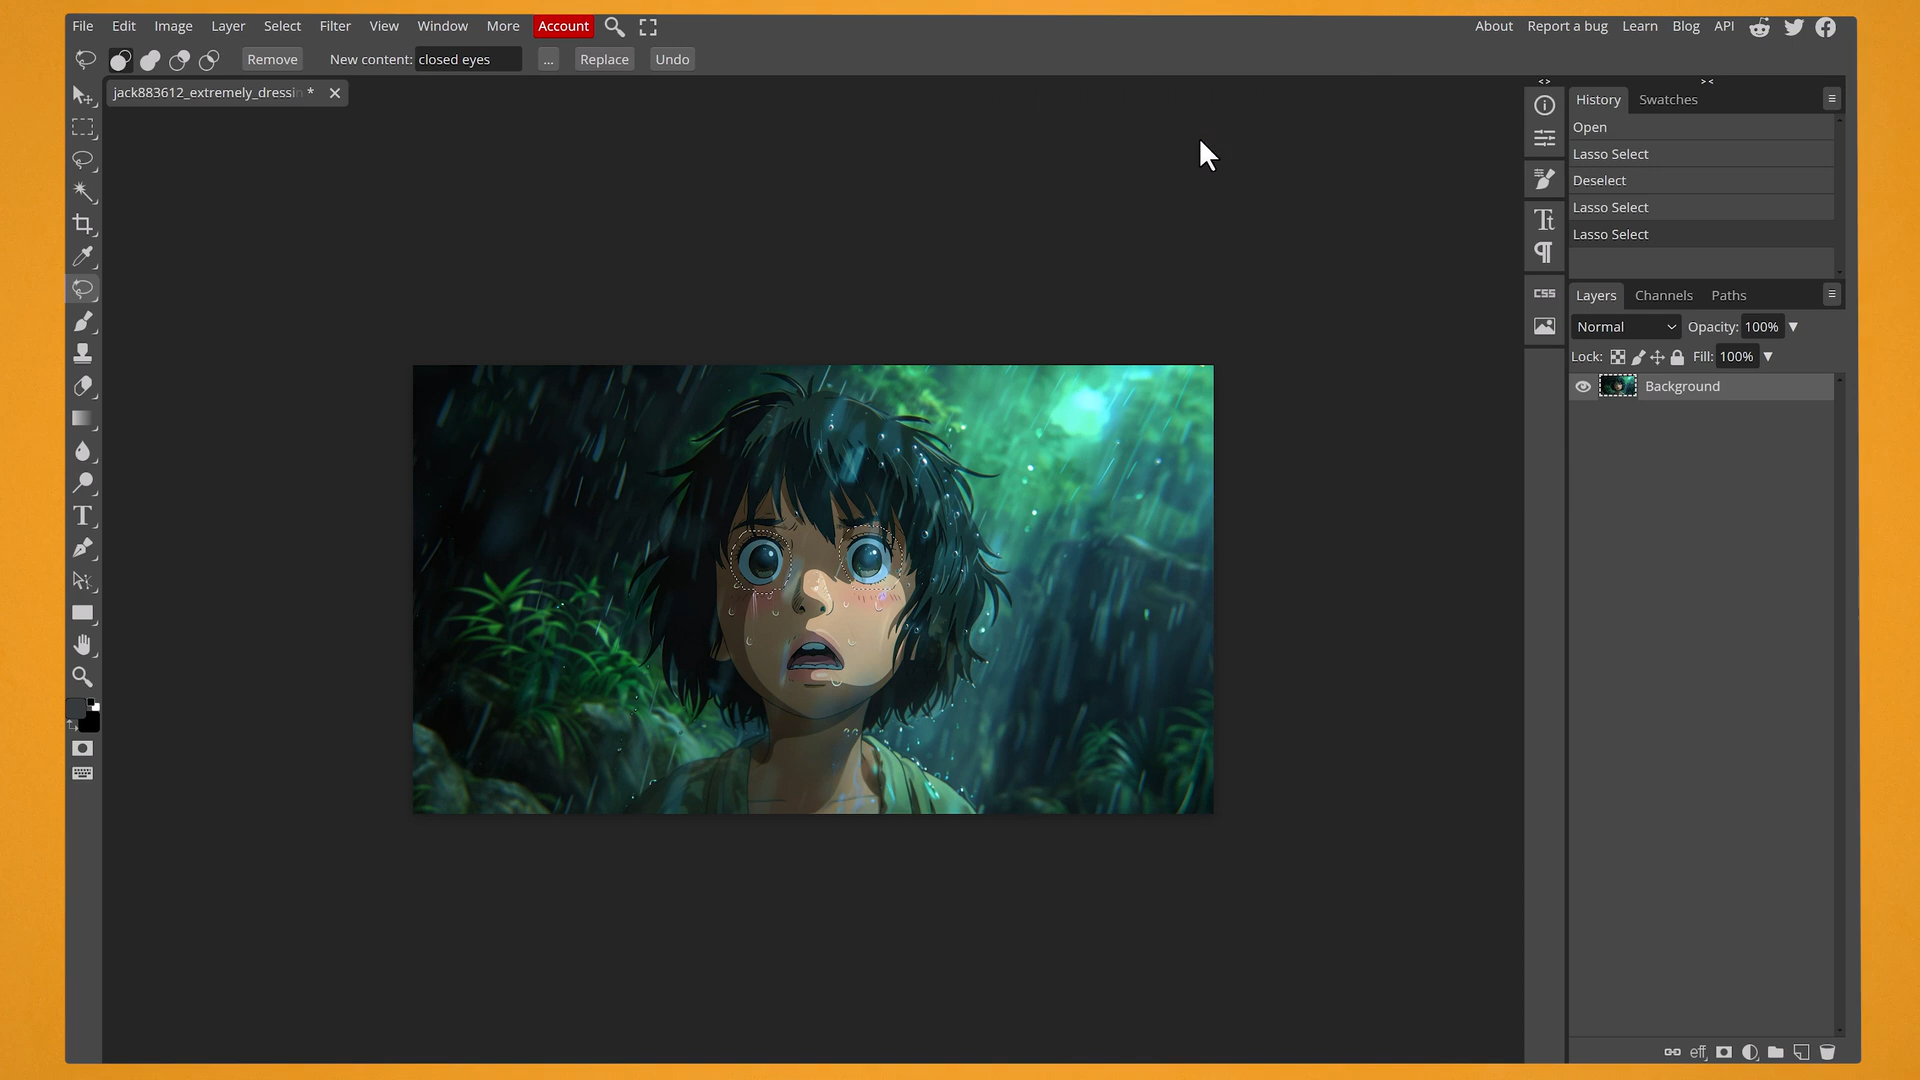 File Edit Image Layer Select Filter View Window More Account About Report a bug Learn Blog API
Remove New content: closed eyes ... Replace Undo
jack883612_extremely_dressin *
History Swatches
Open
Lasso Select
Deselect
Lasso Select
Lasso Select
CSS
Layers Channels Paths
Normal Opacity: 100%
Lock: Fill: 100%
Background
eff